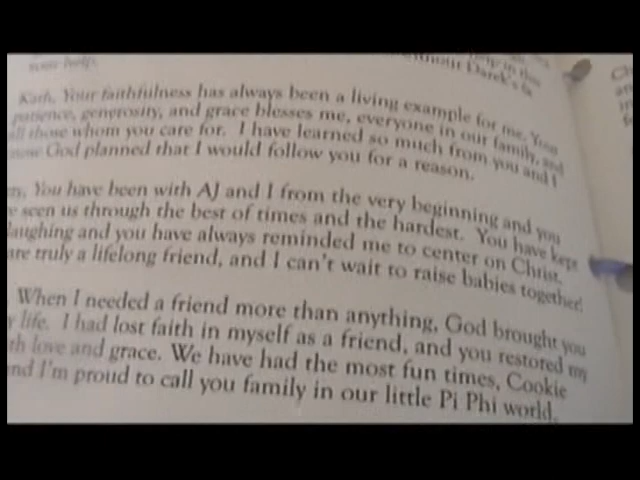 your help.
without Darek's
Kath, Your faithfulness has always been a living example for me. Your
patience, generosity, and grace blesses me, everyone in our family, and
all those whom you care for. I have learned so much from you and I
know God planned that I would follow you for a reason.
You have been with AJ and I from the very beginning and you
seen us through the best of times and the hardest. You have kept
laughing and you have always reminded me to center on Christ.
are truly a lifelong friend, and I can't wait to raise babies together!
When I needed a friend more than anything, God brought you
life. I had lost faith in myself as a friend, and you restored my
love and grace. We have had the most fun times, Cookie
and I'm proud to call you family in our little Pi Phi world.